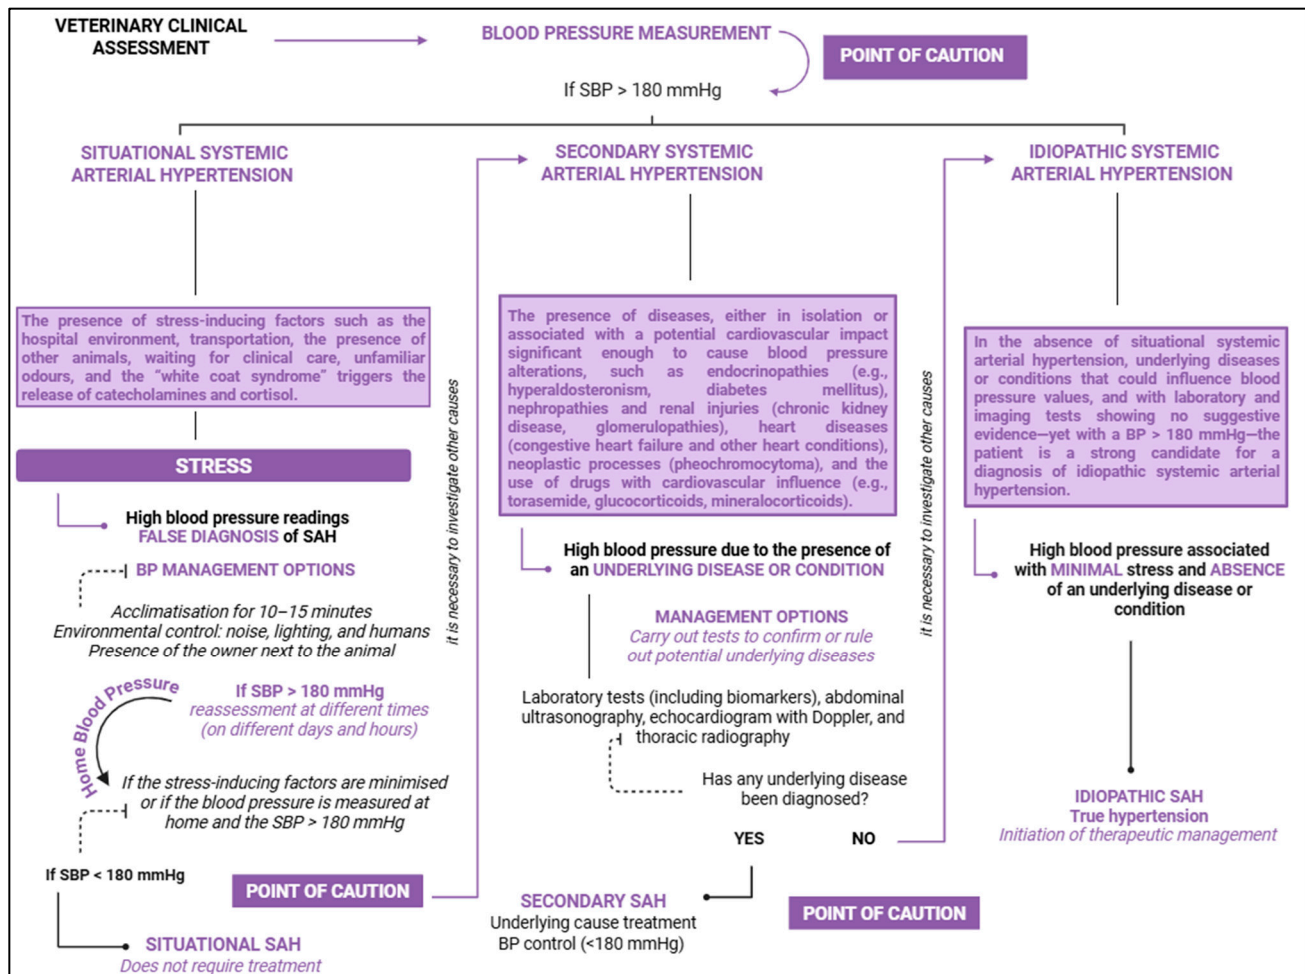 VETERINARY CLINICAL
ASSESSMENT
BLOOD PRESSURE MEASUREMENT
POINT OF CAUTION
If SBP > 180 mmHg
SITUATIONAL SYSTEMIC
ARTERIAL HYPERTENSION
The presence of stress-inducing factors such as the
hospital environment, transportation, the presence of
other animals, waiting for clinical care, unfamiliar
odours, and the "white coat syndrome" triggers the
release of catecholamines and cortisol.
STRESS
High blood pressure readings
FALSE DIAGNOSIS of SAH
BP MANAGEMENT OPTIONS
Acclimatisation for 10–15 minutes
Environmental control: noise, lighting, and humans
Presence of the owner next to the animal
Home Blood Pressure
If SBP > 180 mmHg
reassessment at different times
(on different days and hours)
If the stress-inducing factors are minimised
or if the blood pressure is measured at
home and the SBP > 180 mmHg
If SBP < 180 mmHg
POINT OF CAUTION
SITUATIONAL SAH
Does not require treatment
it is necessary to investigate other causes
SECONDARY SYSTEMIC
ARTERIAL HYPERTENSION
The presence of diseases, either in isolation or
associated with a potential cardiovascular impact
significant enough to cause blood pressure
alterations, such as endocrinopathies (e.g.,
hyperaldosteronism, diabetes mellitus),
nephropathies and renal injuries (chronic kidney
disease, glomerulopathies), heart diseases
(congestive heart failure and other heart conditions),
neoplastic processes (pheochromocytoma), and the
use of drugs with cardiovascular influence (e.g.,
torasemide, glucocorticoids, mineralocorticoids).
High blood pressure due to the presence of
an UNDERLYING DISEASE OR CONDITION
MANAGEMENT OPTIONS
Carry out tests to confirm or rule
out potential underlying diseases
Laboratory tests (including biomarkers), abdominal
ultrasonography, echocardiogram with Doppler, and
thoracic radiography
Has any underlying disease
been diagnosed?
YES
NO
SECONDARY SAH
Underlying cause treatment
BP control (<180 mmHg)
POINT OF CAUTION
it is necessary to investigate other causes
IDIOPATHIC SYSTEMIC
ARTERIAL HYPERTENSION
In the absence of situational systemic
arterial hypertension, underlying diseases
or conditions that could influence blood
pressure values, and with laboratory and
imaging tests showing no suggestive
evidence—yet with a BP > 180 mmHg—the
patient is a strong candidate for a
diagnosis of idiopathic systemic arterial
hypertension.
High blood pressure associated
with MINIMAL stress and ABSENCE
of an underlying disease or
condition
IDIOPATHIC SAH
True hypertension
Initiation of therapeutic management